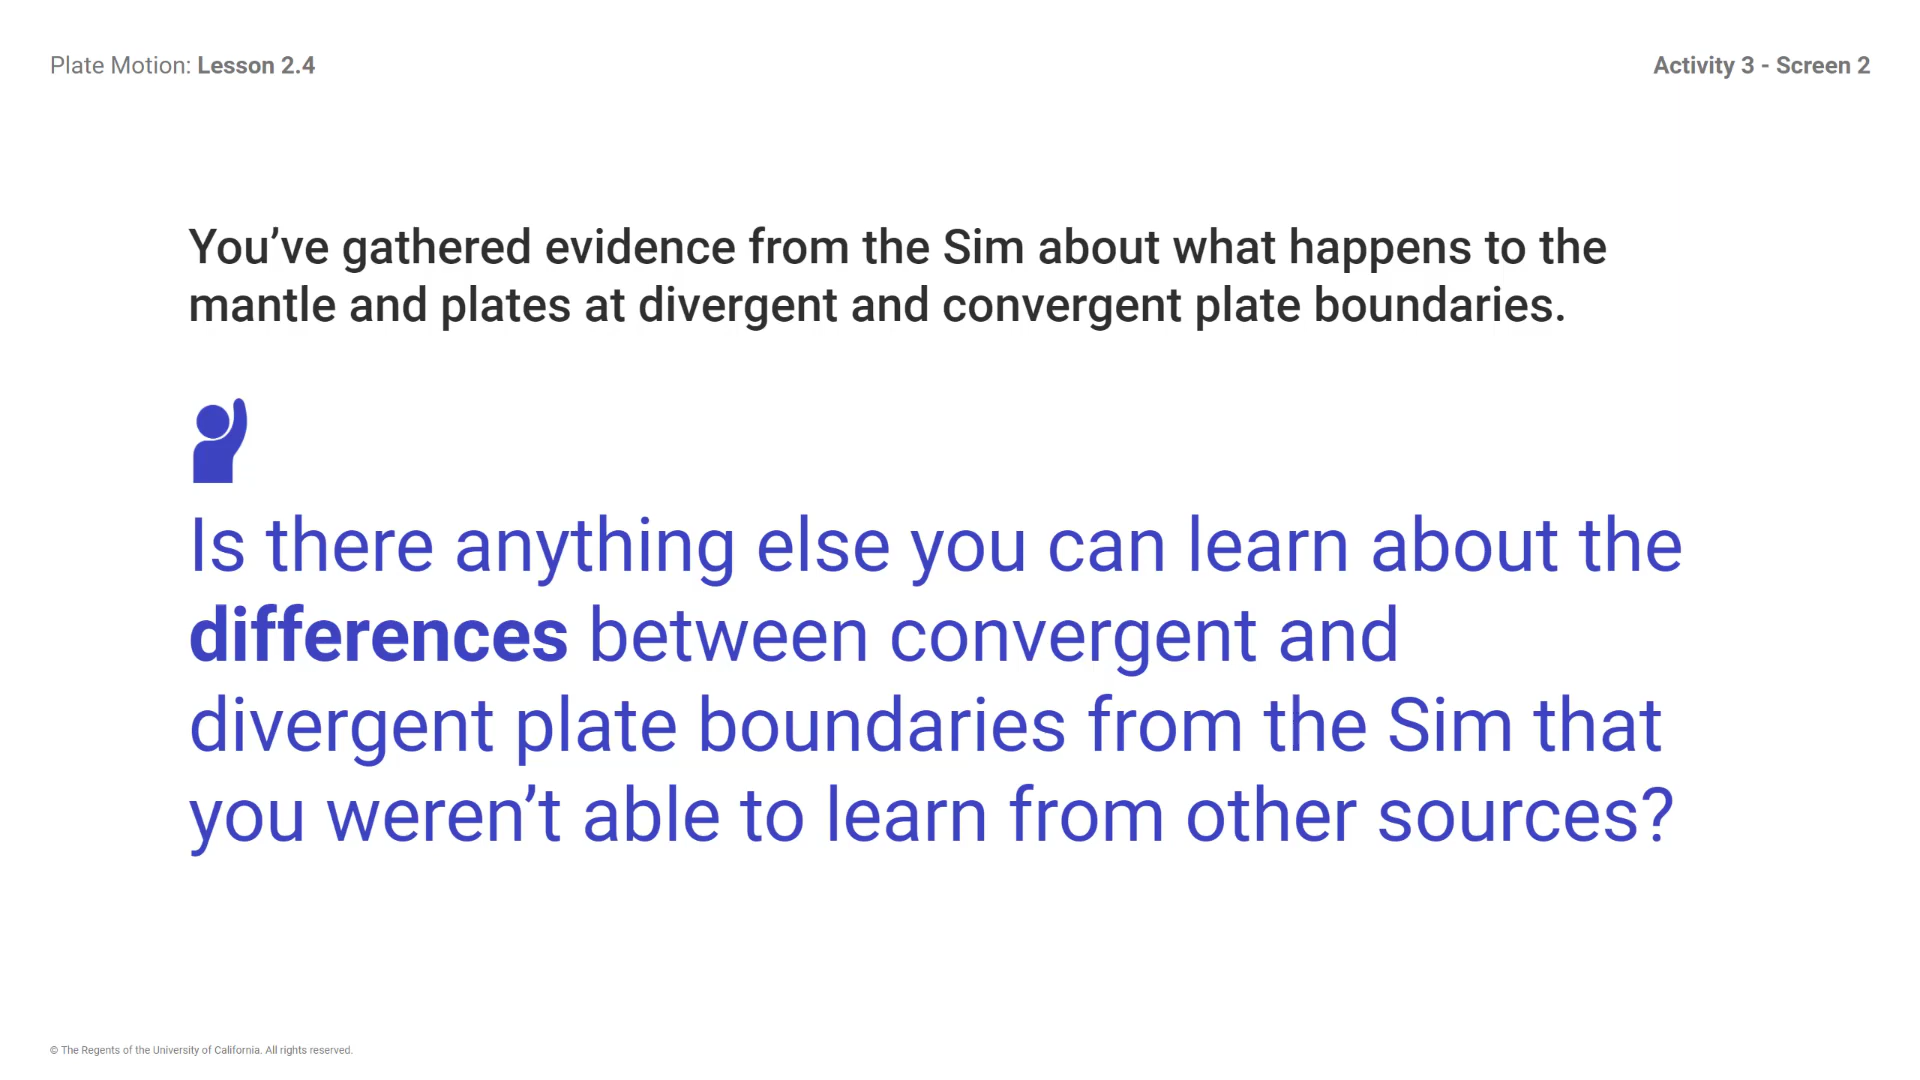 Plate Motion: Lesson 2.4
Activity 3 - Screen 2
You’ve gathered evidence from the Sim about what happens to the
mantle and plates at divergent and convergent plate boundaries.
Is there anything else you can learn about the
differences between convergent and
divergent plate boundaries from the Sim that
you weren’t able to learn from other sources?
© The Regents of the University of California. All rights reserved.